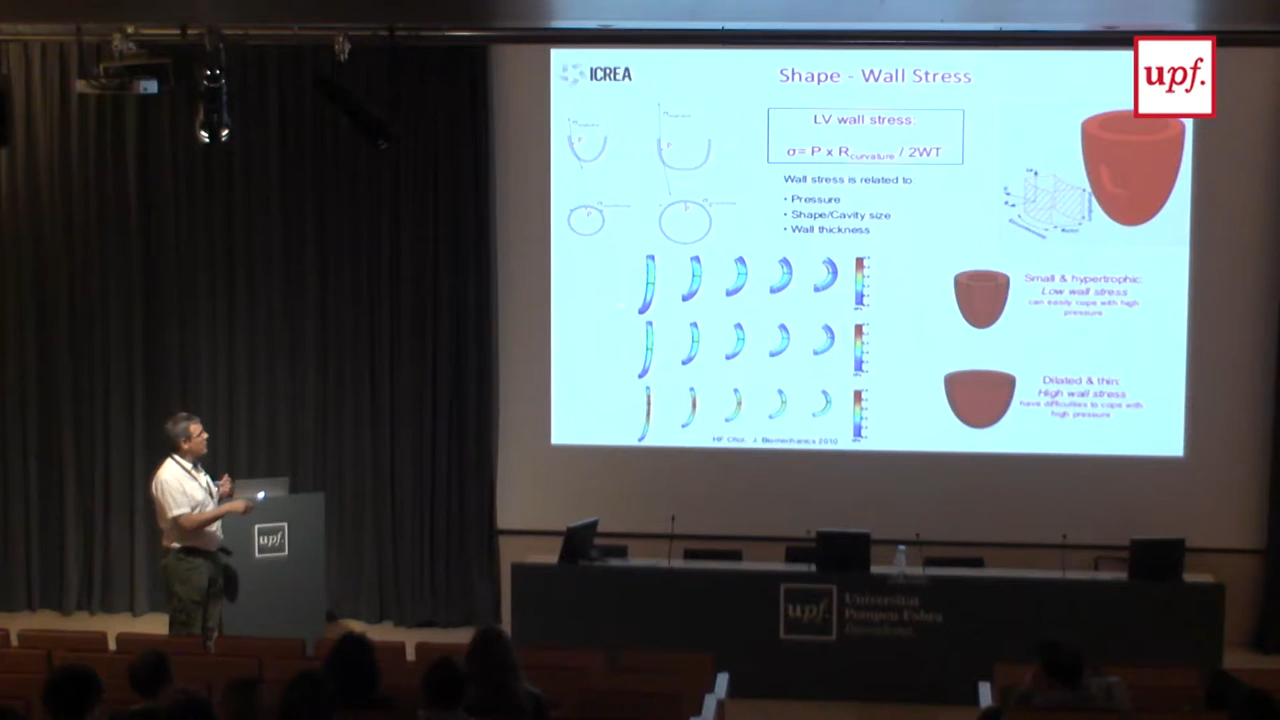 ICREA
Shape - Wall Stress
upf.
LV wall stress:
σ= P x Rcurvature / 2WT
Wall stress is related to:
• Pressure
• Shape/Cavity size
• Wall thickness
P
P
P
P
Small & hypertrophic:
Low wall stress
can easily cope with high
pressure
Dilated & thin:
High wall stress
have difficulties to cope with
high pressure
HF Choi. J. Biomechanics 2010
upf.
upf.
Universitat
Pompeu Fabra
Barcelona